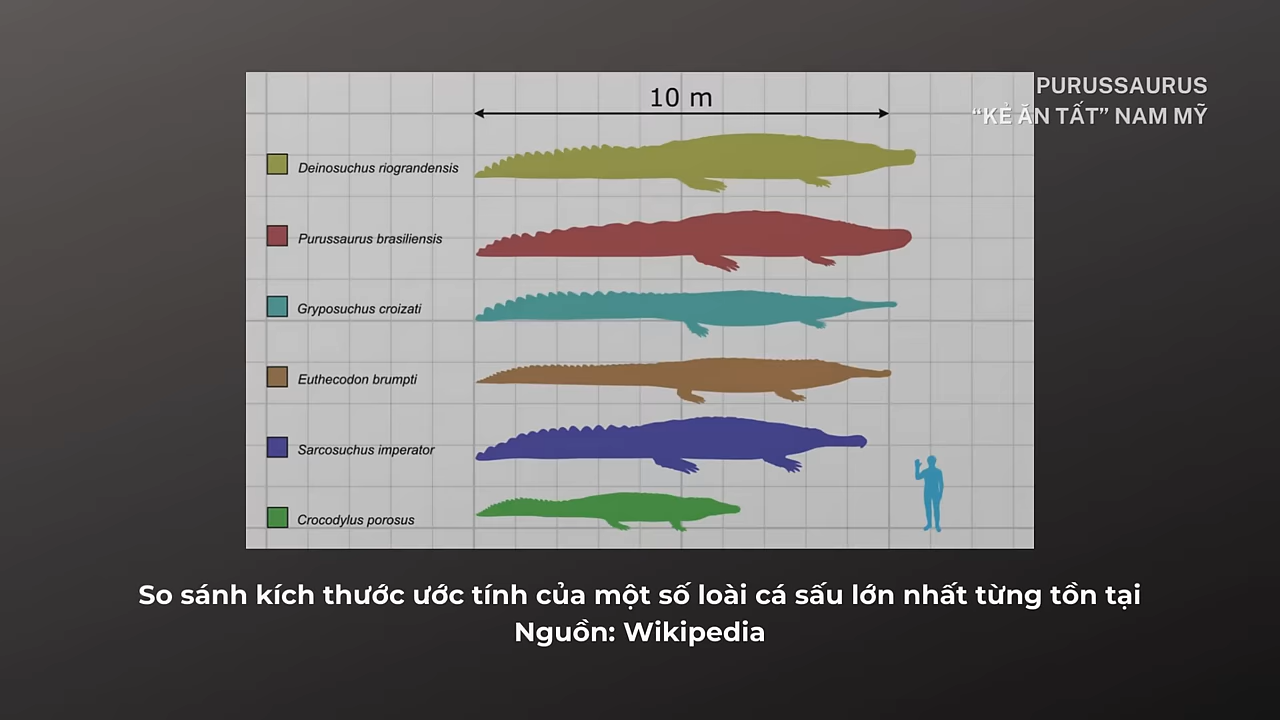 PURUSSAURUS
“KẺ ĂN TẤT” NAM MỸ
10 m
Deinosuchus riograndensis
Purussaurus brasiliensis
Gryposuchus croizati
Euthecodon brumpti
Sarcosuchus imperator
Crocodylus porosus
So sánh kích thước ước tính của một số loài cá sấu lớn nhất từng tồn tại
Nguồn: Wikipedia